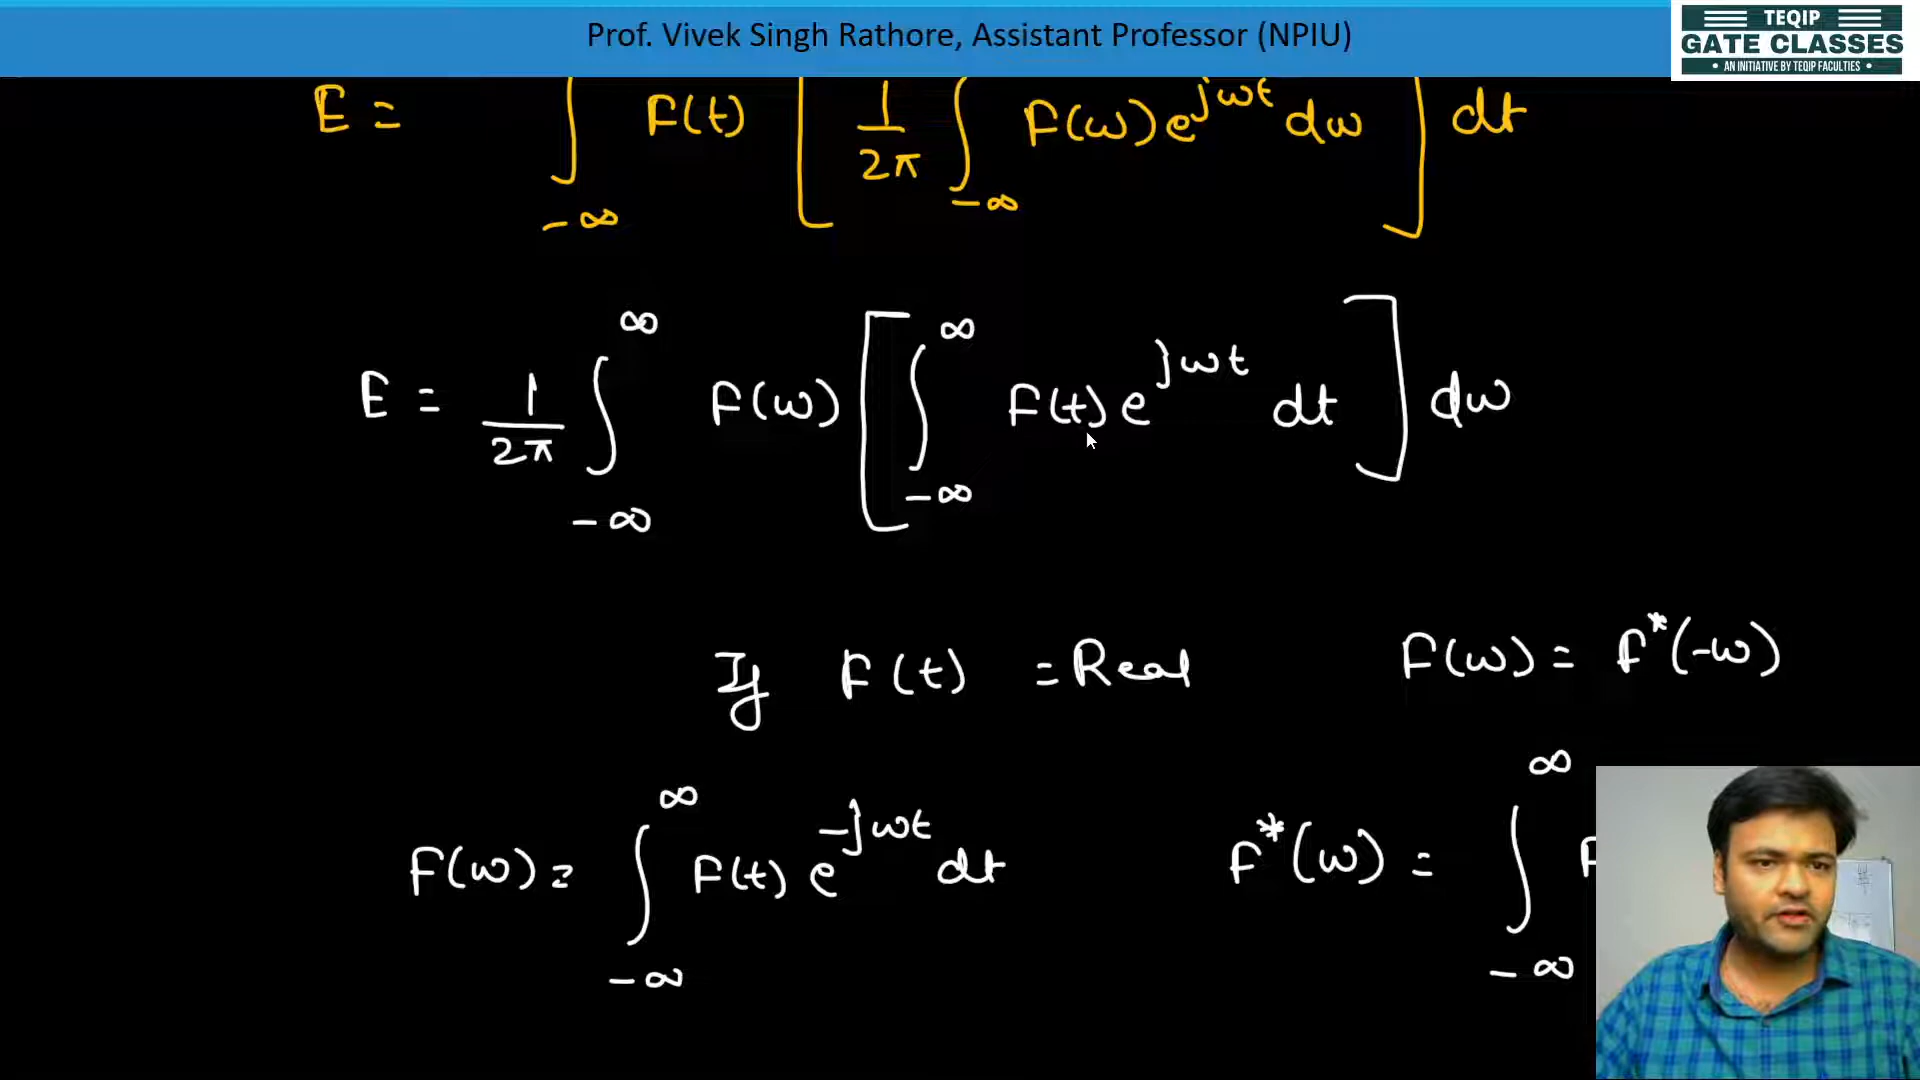 Prof. Vivek Singh Rathore, Assistant Professor (NPIU)
TEQIP
GATE CLASSES
• AN INITIATIVE BY TEQIP FACULTIES •
E = ∫_{-∞} F(t) [ 1/2π ∫_{-∞} F(ω) e^{jωt} dω ] dt
E = 1/2π ∫_{-∞}^{∞} F(ω) [ ∫_{-∞}^{∞} F(t) e^{jωt} dt ] dω
If F(t) = Real F(ω) = F*(-ω)
F(ω) = ∫_{-∞}^{∞} F(t) e^{-jωt} dt F*(ω) = ∫_{-∞}^{∞} F